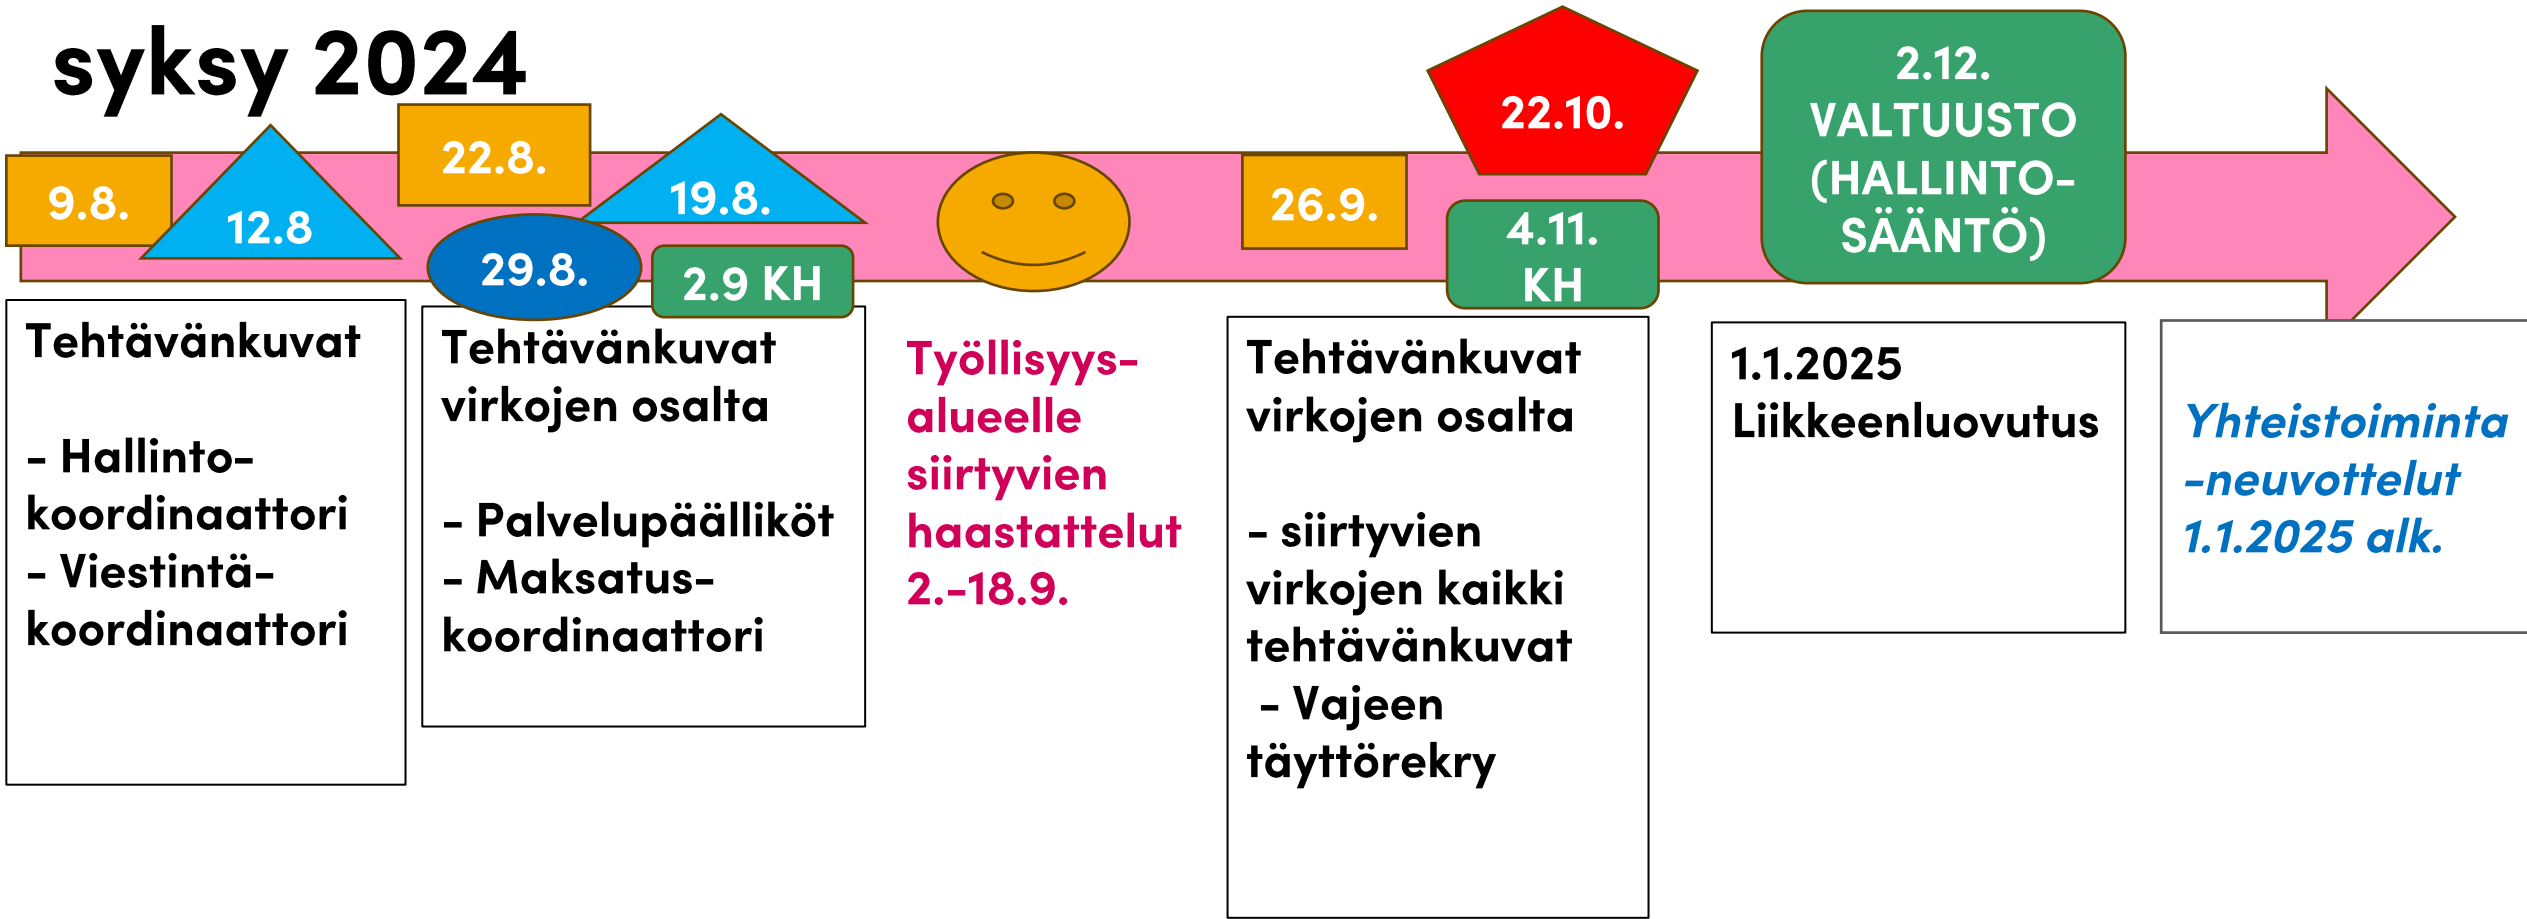 syksy 2024
9.8.
12.8
22.8.
29.8.
19.8.
2.9 KH
26.9.
22.10.
4.11.
KH
2.12.
VALTUUSTO
(HALLINTO-
SÄÄNTÖ)
Tehtävänkuvat
- Hallinto-
koordinaattori
- Viestintä-
koordinaattori
Tehtävänkuvat
virkojen osalta
- Palvelupäälliköt
- Maksatus-
koordinaattori
Työllisyys-
alueelle
siirtyvien
haastattelut
2.-18.9.
Tehtävänkuvat
virkojen osalta
- siirtyvien
virkojen kaikki
tehtävänkuvat
- Vajeen
täyttörekry
1.1.2025
Liikkeenluovutus
Yhteistoiminta
-neuvottelut
1.1.2025 alk.